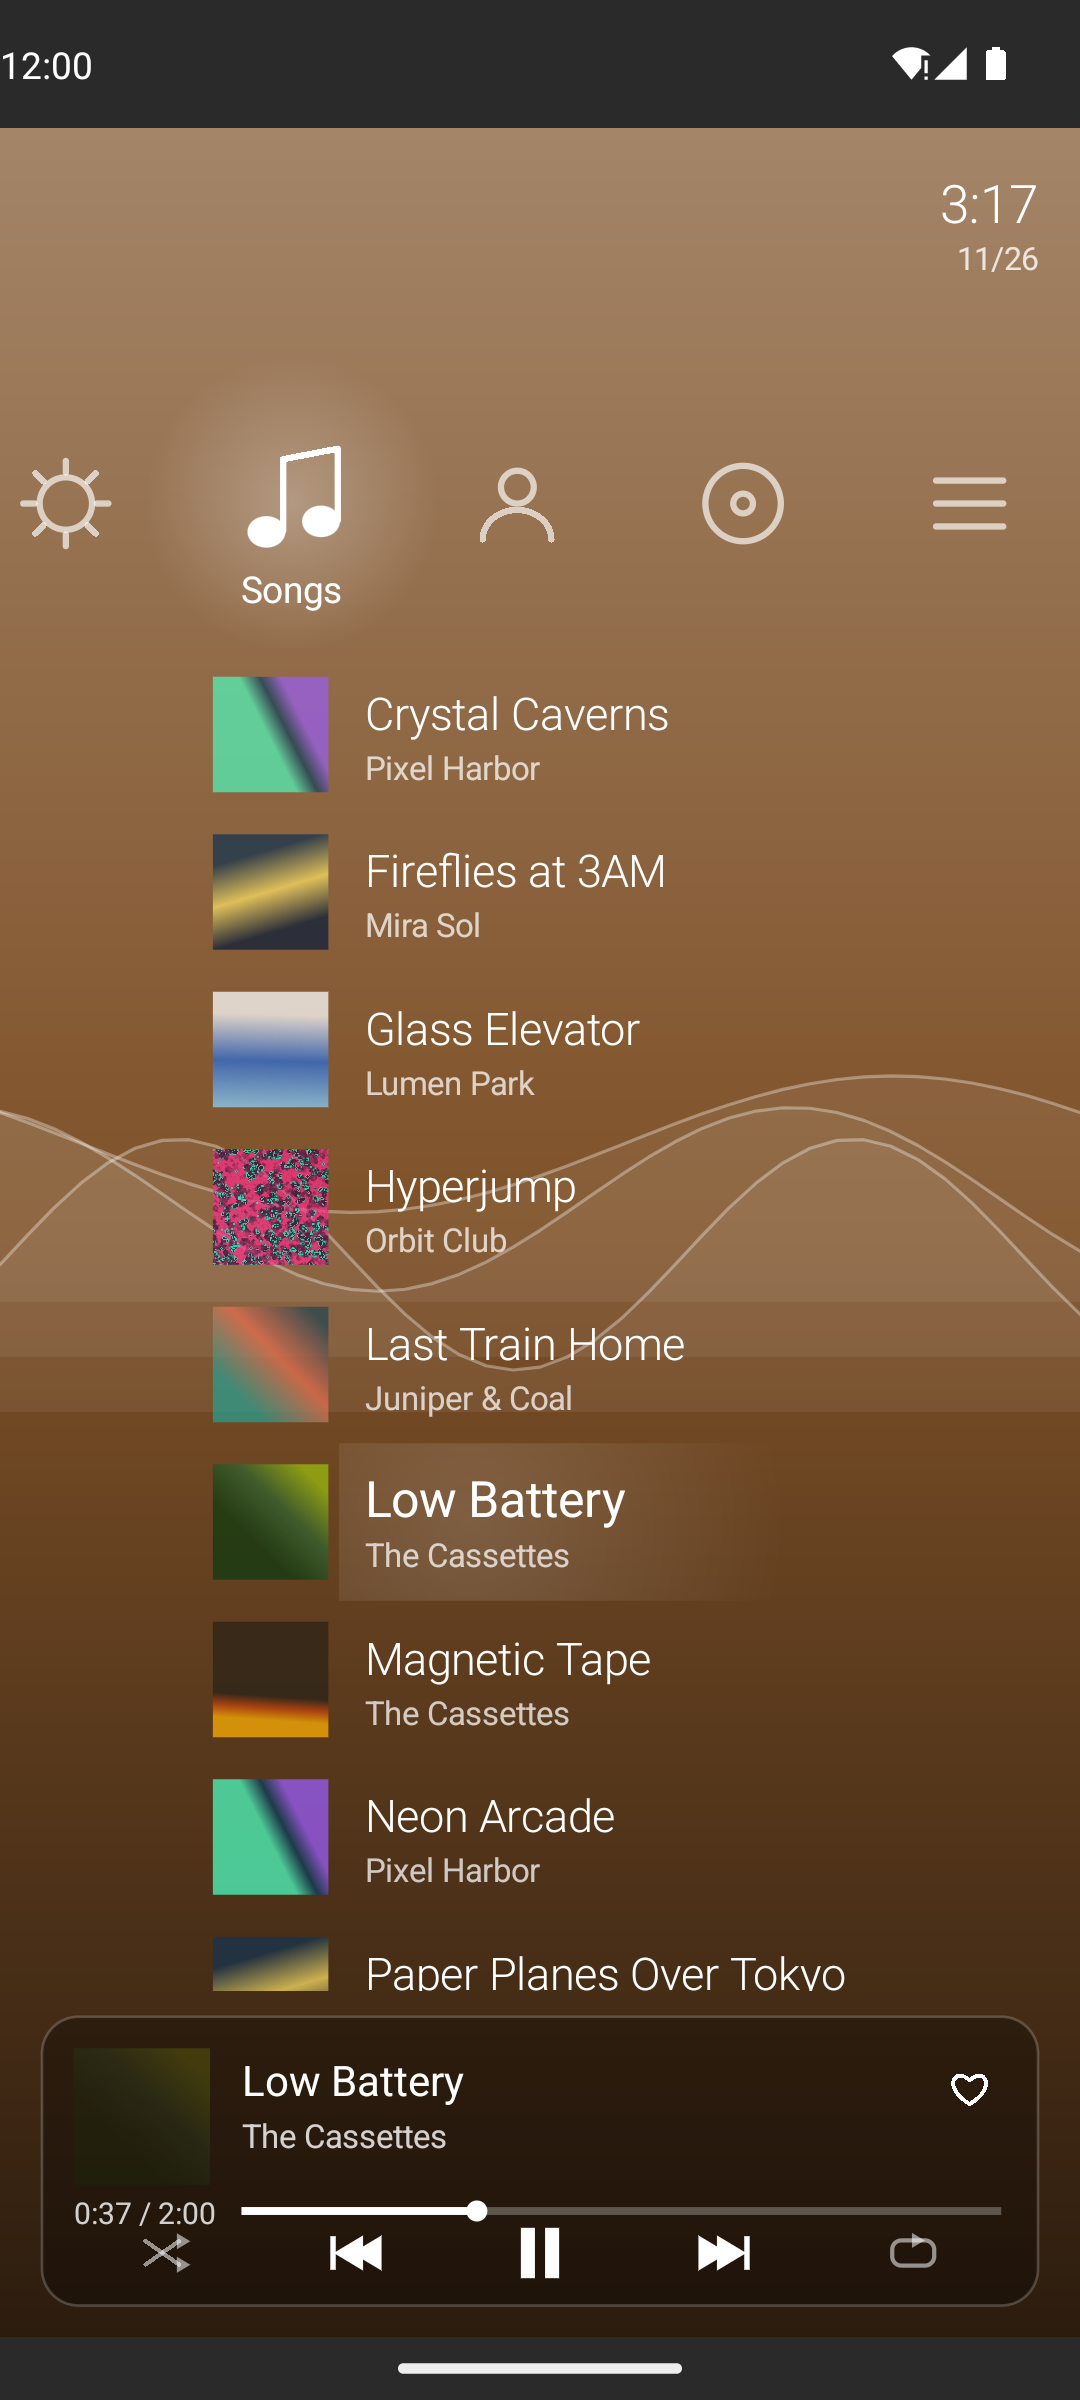 12:00
3:17
11/26
Songs
Crystal Caverns
Pixel Harbor
Fireflies at 3AM
Mira Sol
Glass Elevator
Lumen Park
Hyperjump
Orbit Club
Last Train Home
Juniper & Coal
Low Battery
The Cassettes
Magnetic Tape
The Cassettes
Neon Arcade
Pixel Harbor
Paper Planes Over Tokyo
Low Battery
The Cassettes
0:37 / 2:00